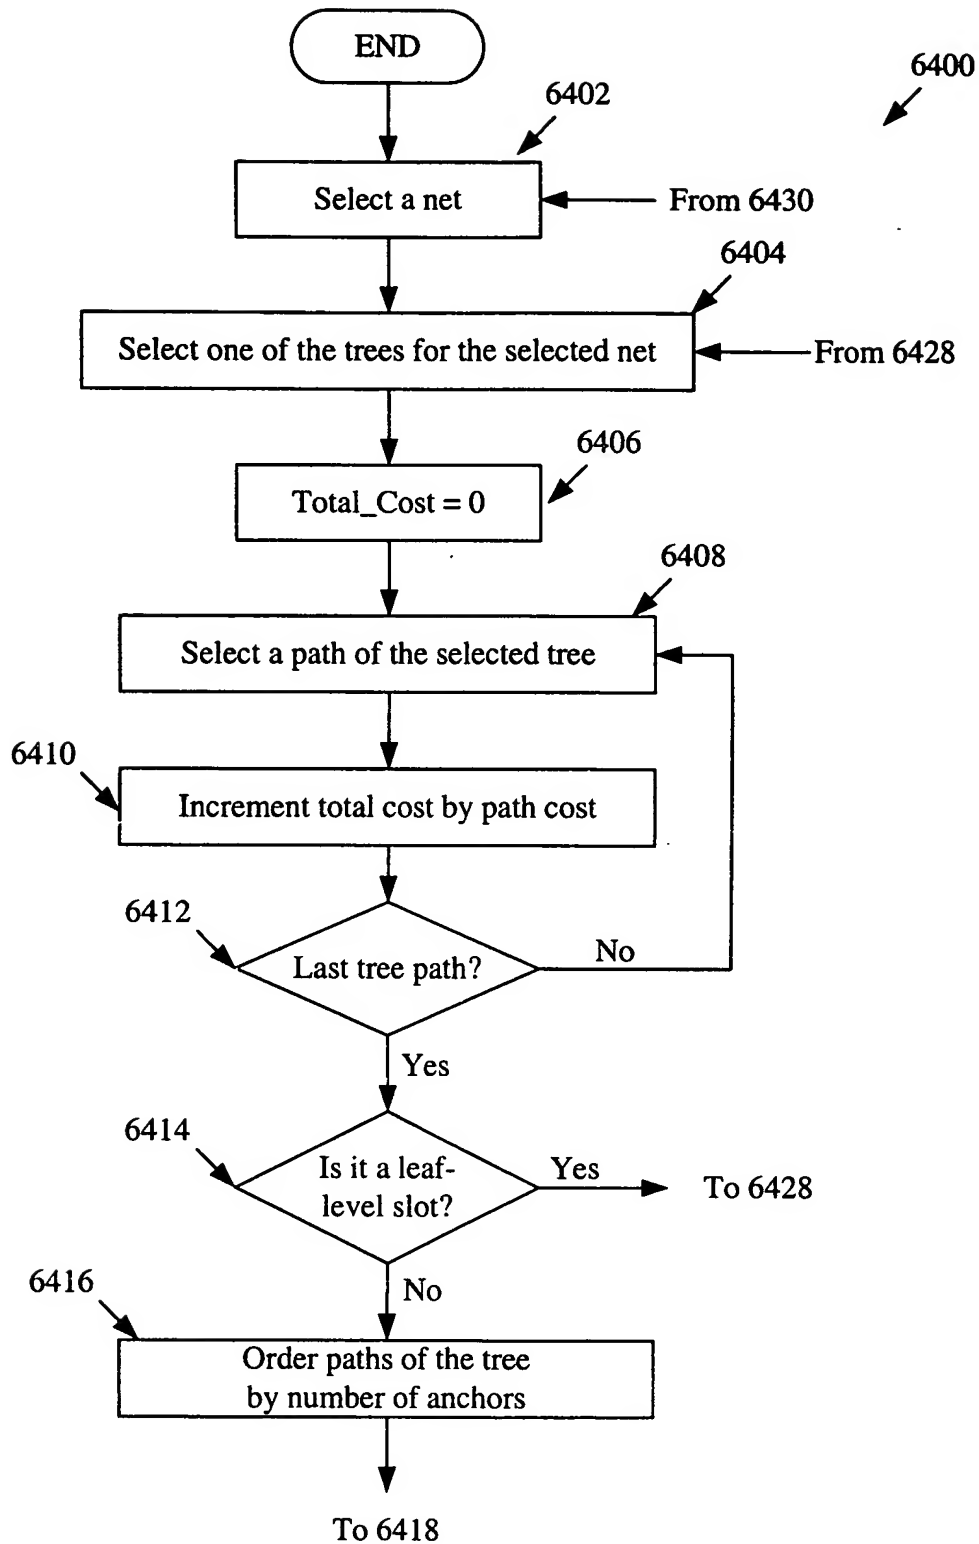 END
6400
6402
Select a net
From 6430
6404
Select one of the trees for the selected net
From 6428
6406
Total_Cost = 0
6408
Select a path of the selected tree
6410
Increment total cost by path cost
6412
Last tree path?
No
Yes
6414
Is it a leaf-
level slot?
Yes
To 6428
No
6416
Order paths of the tree
by number of anchors
To 6418